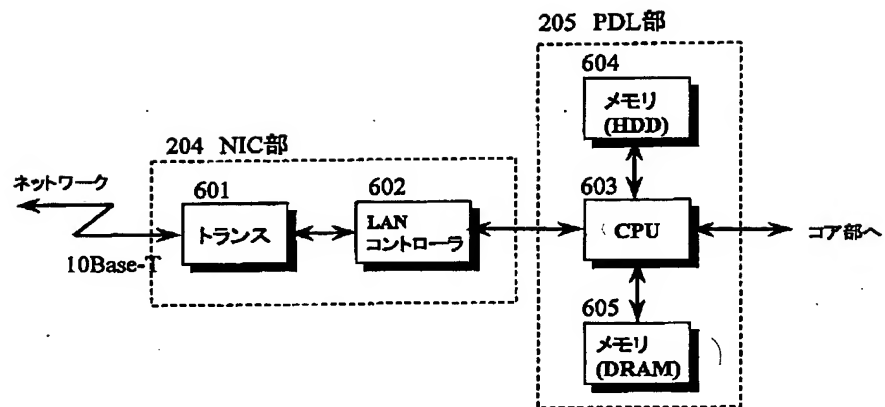 205 PDL部
604
メモリ
(HDD)
204 NIC部
601
トランス
602
LAN
コントローラ
603
CPU
605
メモリ
(DRAM)
ネットワーク
10Base-T
コア部へ